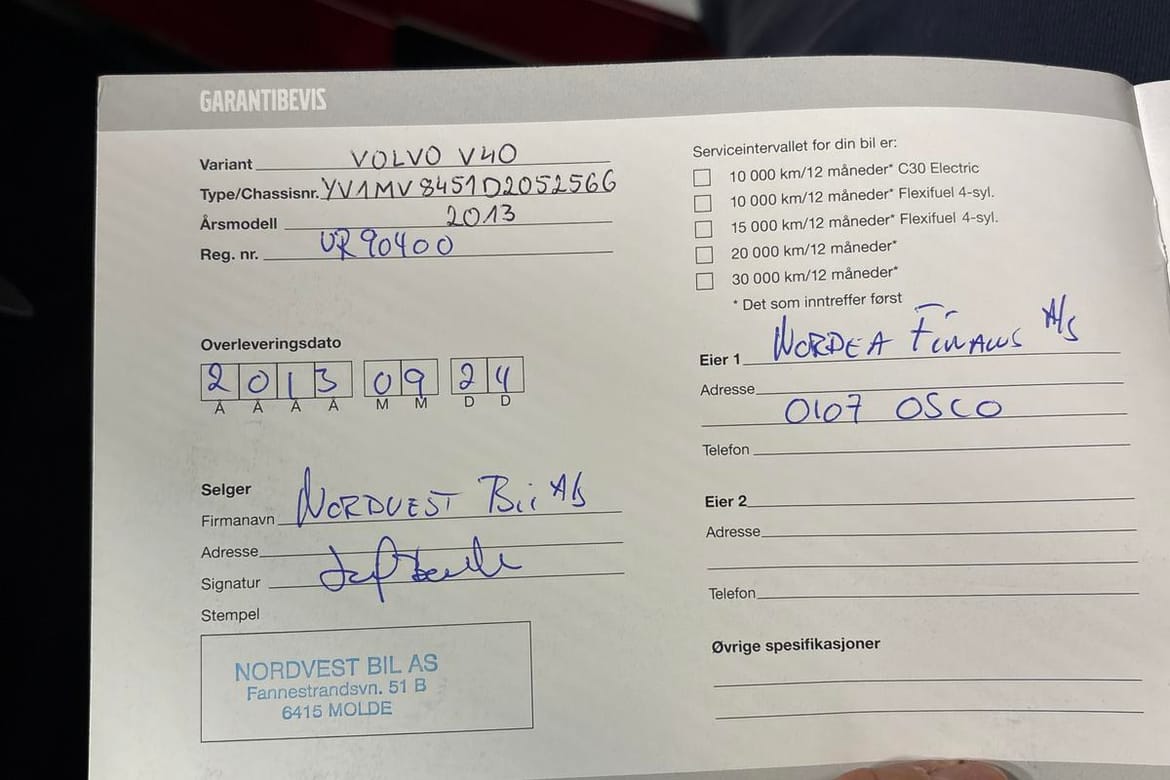 GARANTIBEVIS
Variant VOLVO V40
Type/Chassisnr. YV1MV8451D2052566
Årsmodell 2013
Reg. nr. UR90400
Overleveringsdato
2 0 1 3 0 9 2 4
Å Å Å Å M M D D
Selger
Firmanavn NORDVEST Bil AS
Adresse
Signatur
Stempel
NORDVEST BIL AS
Fannestrandsvn. 51 B
6415 MOLDE
Serviceintervallet for din bil er:
10 000 km/12 måneder* C30 Electric
10 000 km/12 måneder* Flexifuel 4-syl.
15 000 km/12 måneder* Flexifuel 4-syl.
20 000 km/12 måneder*
30 000 km/12 måneder*
* Det som inntreffer først
Eier 1 NORDEA FINANS A/S
Adresse
0107 OSLO
Telefon
Eier 2
Adresse
Telefon
Øvrige spesifikasjoner